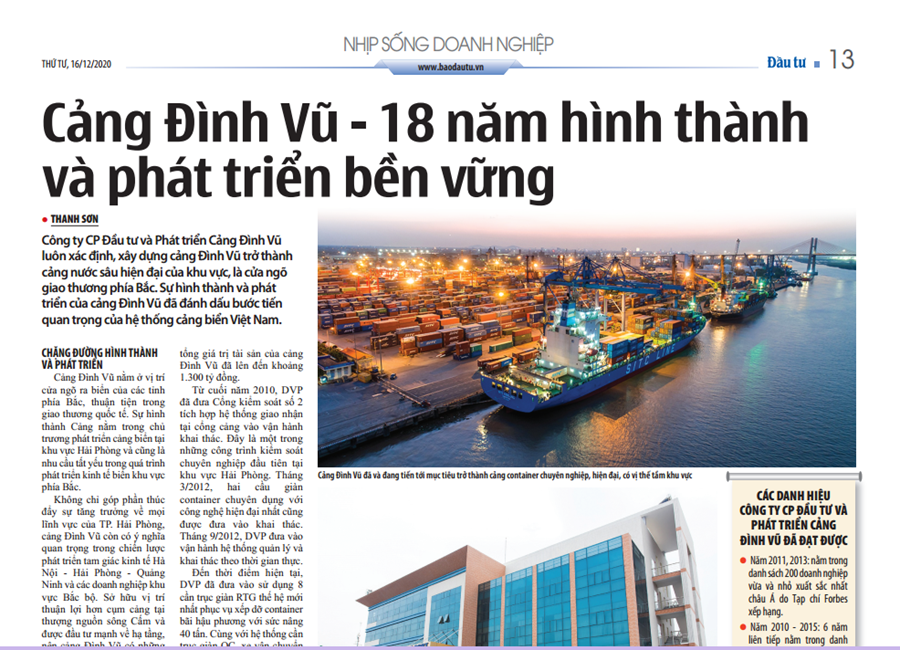 NHỊP SỐNG DOANH NGHIỆP
THỨ TƯ, 16/12/2020
www.baodautu.vn
Đầu tư
13
Cảng Đình Vũ - 18 năm hình thành
và phát triển bền vững
• THANH SƠN
Công ty CP Đầu tư và Phát triển Cảng Đình Vũ
luôn xác định, xây dựng cảng Đình Vũ trở thành
cảng nước sâu hiện đại của khu vực, là cửa ngõ
giao thương phía Bắc. Sự hình thành và phát
triển của cảng Đình Vũ đã đánh dấu bước tiến
quan trọng của hệ thống cảng biển Việt Nam.
CHẶNG ĐƯỜNG HÌNH THÀNH
VÀ PHÁT TRIỂN
Cảng Đình Vũ nằm ở vị trí
cửa ngõ ra biển của các tỉnh
phía Bắc, thuận tiện trong
giao thương quốc tế. Sự hình
thành Cảng nằm trong chủ
trương phát triển cảng biển tại
khu vực Hải Phòng và cũng là
nhu cầu tất yếu trong quá trình
phát triển kinh tế biển khu vực
phía Bắc.
Không chỉ góp phần thúc
đẩy sự tăng trưởng về mọi
lĩnh vực của TP. Hải Phòng,
cảng Đình Vũ còn có ý nghĩa
quan trọng trong chiến lược
phát triển tam giác kinh tế Hà
Nội - Hải Phòng - Quảng
Ninh và các doanh nghiệp khu
vực Bắc bộ. Sở hữu vị trí
thuận lợi hơn cụm cảng tại
thượng nguồn sông Cấm và
được đầu tư mạnh về hạ tầng,
nên cảng Đình Vũ có những
tổng giá trị tài sản của cảng
Đình Vũ đã lên đến khoảng
1.300 tỷ đồng.
Từ cuối năm 2010, DVP
đã đưa Cổng kiểm soát số 2
tích hợp hệ thống giao nhận
tại cổng cảng vào vận hành
khai thác. Đây là một trong
những công trình kiểm soát
chuyên nghiệp đầu tiên tại
khu vực Hải Phòng. Tháng
3/2012, hai cẩu giàn
container chuyên dụng với
công nghệ hiện đại nhất cũng
được đưa vào khai thác.
Tháng 9/2012, DVP đưa vào
vận hành hệ thống quản lý và
khai thác theo thời gian thực.
Đến thời điểm hiện tại,
DVP đã đưa vào sử dụng 8
cần trục giàn RTG thế hệ mới
nhất phục vụ xếp dỡ container
bãi hậu phương với sức nâng
40 tấn. Cùng với hệ thống cần
trục giàn QC, xe vận chuyển
SITC LINE
Cảng Đình Vũ đã và đang tiến tới mục tiêu trở thành cảng container chuyên nghiệp, hiện đại, có vị thế tầm khu vực
CÁC DANH HIỆU
CÔNG TY CP ĐẦU TƯ VÀ
PHÁT TRIỂN CẢNG
ĐÌNH VŨ ĐÃ ĐẠT ĐƯỢC
• Năm 2011, 2013: nằm trong
danh sách 200 doanh nghiệp
vừa và nhỏ xuất sắc nhất
châu Á do Tạp chí Forbes
xếp hạng.
• Năm 2010 - 2015: 6 năm
liên tiếp nằm trong danh